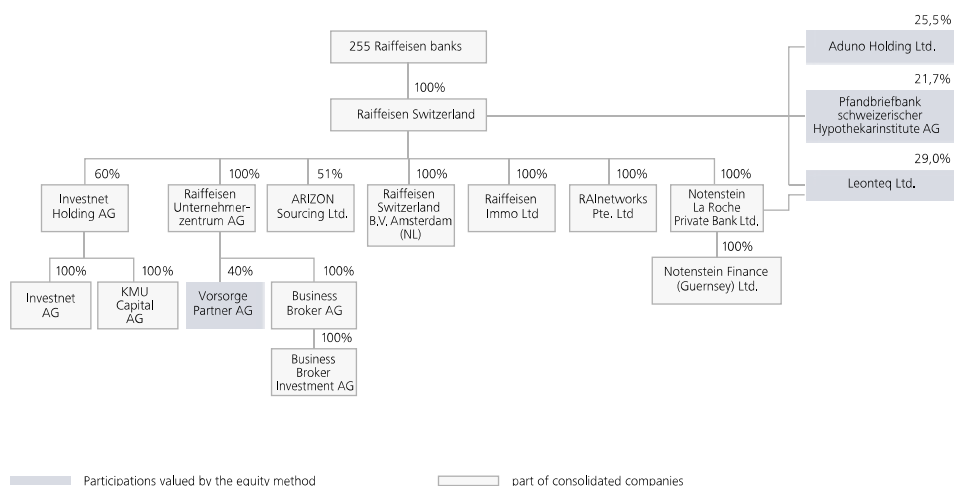 25,5%
255 Raiffeisen banks
Aduno Holding Ltd.
100%
21,7%
Raiffeisen Switzerland
Pfandbriefbank
schweizerischer
Hypothekarinstitute AG
29,0%
Leonteq Ltd.
60%
100%
51%
100%
100%
100%
100%
Investnet
Holding AG
Raiffeisen
Unternehmer-
zentrum AG
ARIZON
Sourcing Ltd.
Raiffeisen
Switzerland
B.V. Amsterdam
(NL)
Raiffeisen
Immo Ltd
RAInetworks
Pte. Ltd
Notenstein
La Roche
Private Bank Ltd.
100%
100%
40%
100%
100%
Investnet
AG
KMU
Capital
AG
Vorsorge
Partner AG
Business
Broker AG
Notenstein Finance
(Guernsey) Ltd.
100%
Business
Broker
Investment AG
Participations valued by the equity method
part of consolidated companies